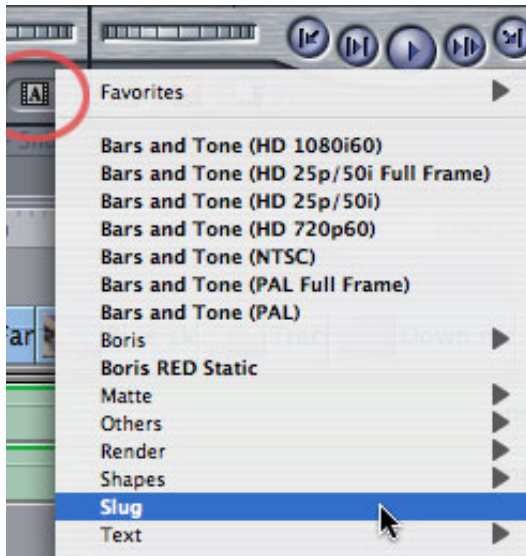 A
Favorites
Bars and Tone (HD 1080i60)
Bars and Tone (HD 25p/50i Full Frame)
Bars and Tone (HD 25p/50i)
Bars and Tone (HD 720p60)
Bars and Tone (NTSC)
Bars and Tone (PAL Full Frame)
Bars and Tone (PAL)
Boris
ar
Boris RED Static
Matte
Others
Render
Shapes
Slug
Text